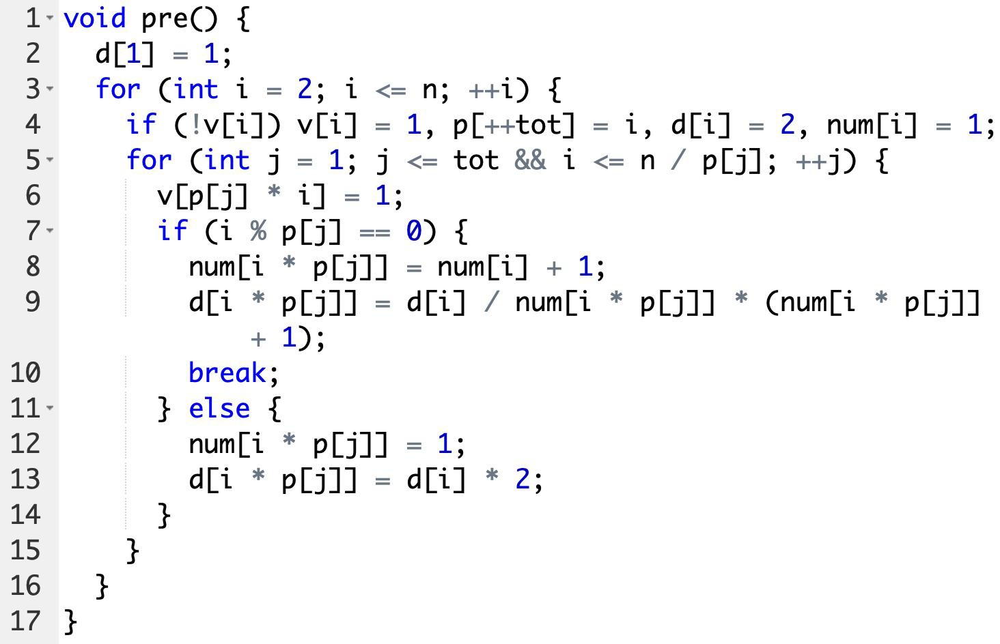 1 void pre() {
2 d[1] = 1;
3 for (int i = 2; i <= n; ++i) {
4 if (!v[i]) v[i] = 1, p[++tot] = i, d[i] = 2, num[i] = 1;
5 for (int j = 1; j <= tot && i <= n / p[j]; ++j) {
6 v[p[j] * i] = 1;
7 if (i % p[j] == 0) {
8 num[i * p[j]] = num[i] + 1;
9 d[i * p[j]] = d[i] / num[i * p[j]] * (num[i * p[j]]
+ 1);
10 break;
11 } else {
12 num[i * p[j]] = 1;
13 d[i * p[j]] = d[i] * 2;
14 }
15 }
16 }
17 }